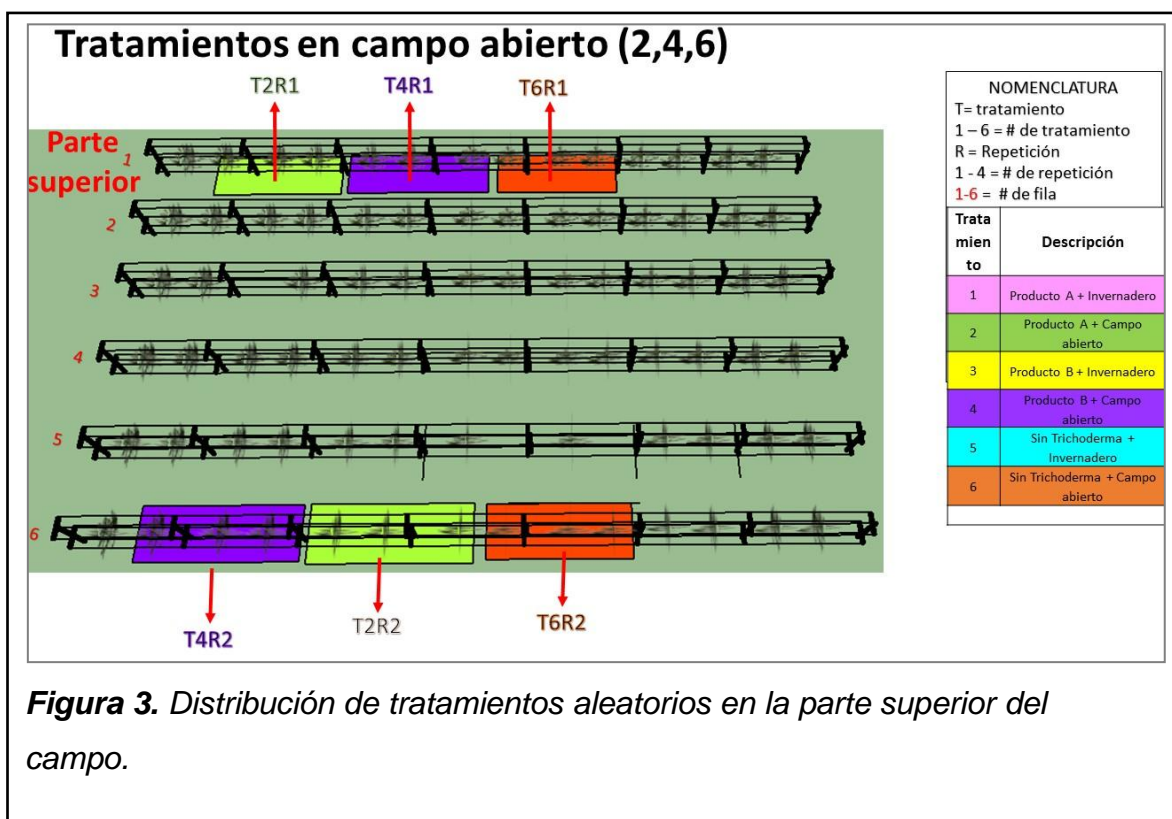 Tratamientos en campo abierto (2,4,6)
T2R1
T4R1
T6R1
Parte
superior
1
2
3
4
5
6
T4R2
T2R2
T6R2
NOMENCLATURA
T= tratamiento
1 – 6 = # de tratamiento
R = Repetición
1 - 4 = # de repetición
1-6 = # de fila
Trata
mien
to
Descripción
1
Producto A + Invernadero
2
Producto A + Campo
abierto
3
Producto B + Invernadero
4
Producto B + Campo
abierto
5
Sin Trichoderma +
Invernadero
6
Sin Trichoderma + Campo
abierto
Figura 3. Distribución de tratamientos aleatorios en la parte superior del
campo.